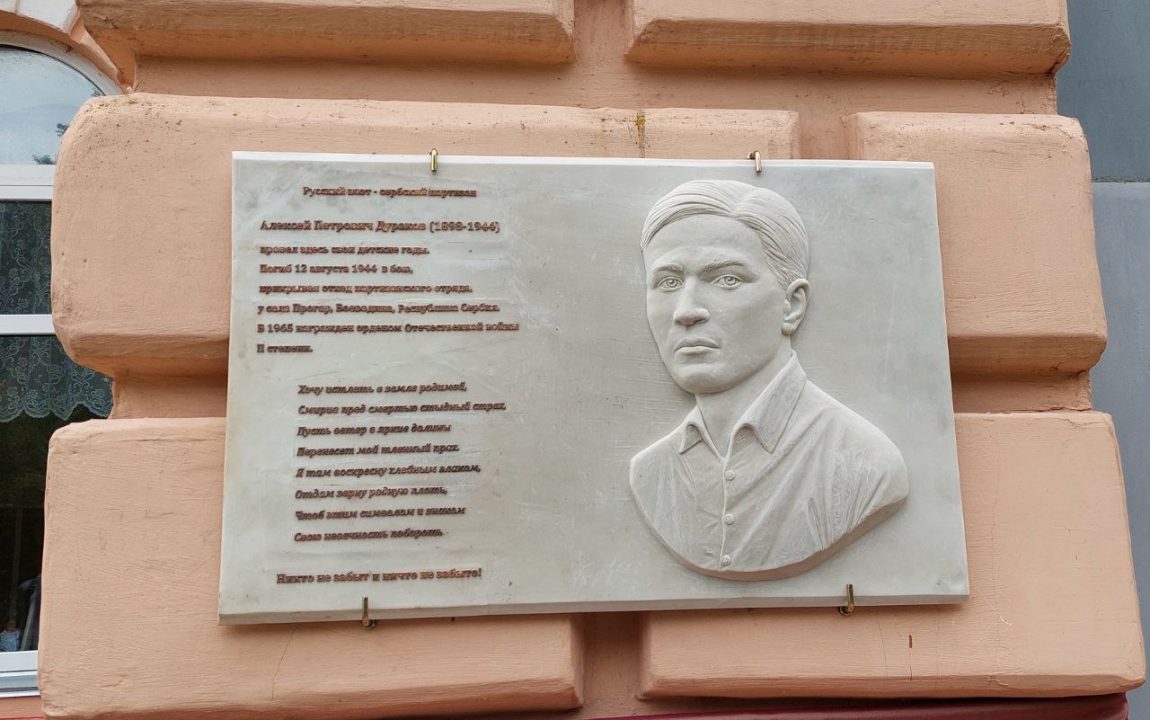 Русский поэт - сербский партизан
Алексей Петрович Дураков (1898-1944)
провел здесь свои детские годы.
Погиб 12 августа 1944 в бою,
прикрывая отход партизанского отряда,
у села Прогар, Воеводина, Республика Сербия.
В 1965 награжден орденом Отечественной войны
II степени.
Хочу истлеть в земле родимой,
Смирив пред смертью стыдный страх,
Пусть ветер в яркие долины
Перенесет мой тленный прах.
Я там воскресну хлебным злаком,
Отдам зерну родную плоть,
Чтоб этим символом и знаком
Свою невечность побороть.
Никто не забыт и ничто не забыто!